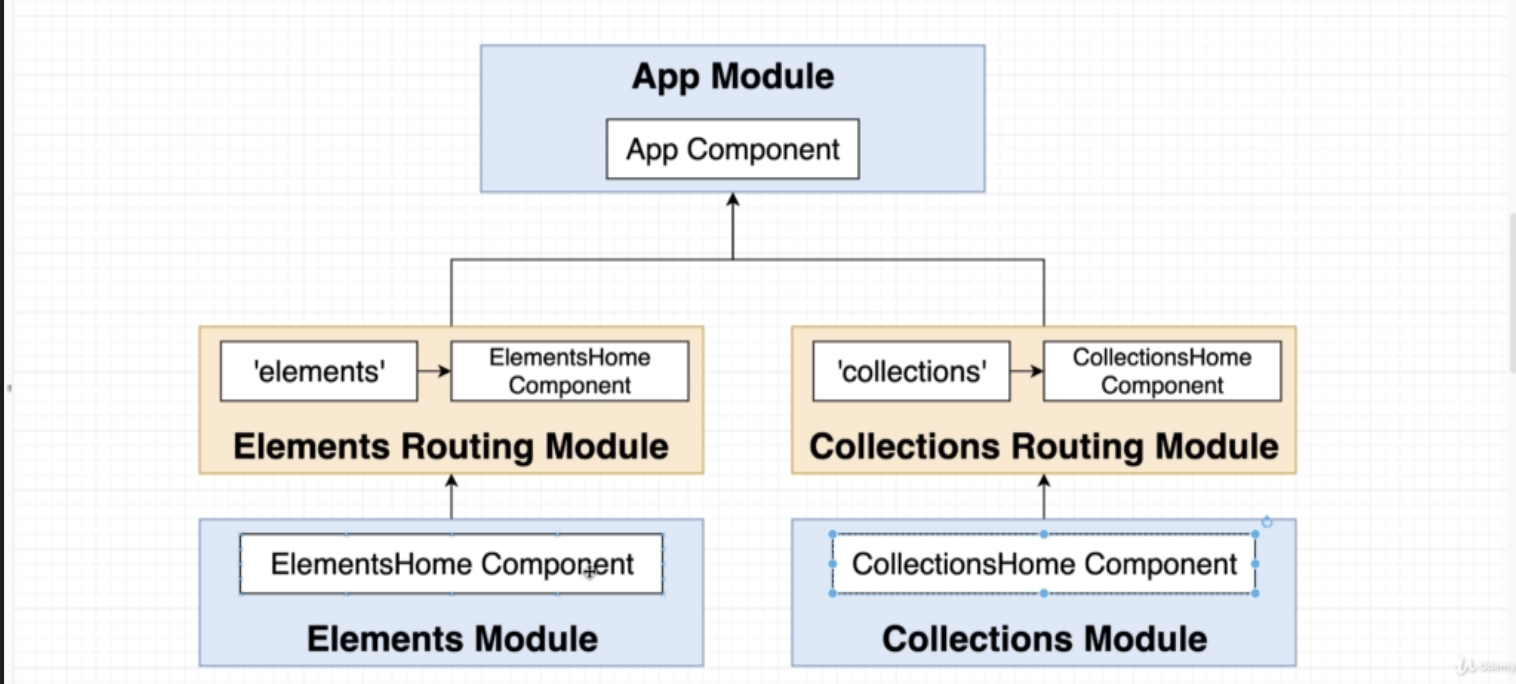 App Module
App Component
'elements'
ElementsHome
Component
Elements Routing Module
'collections'
CollectionsHome
Component
Collections Routing Module
ElementsHome Component
Elements Module
CollectionsHome Component
Collections Module
Udemy